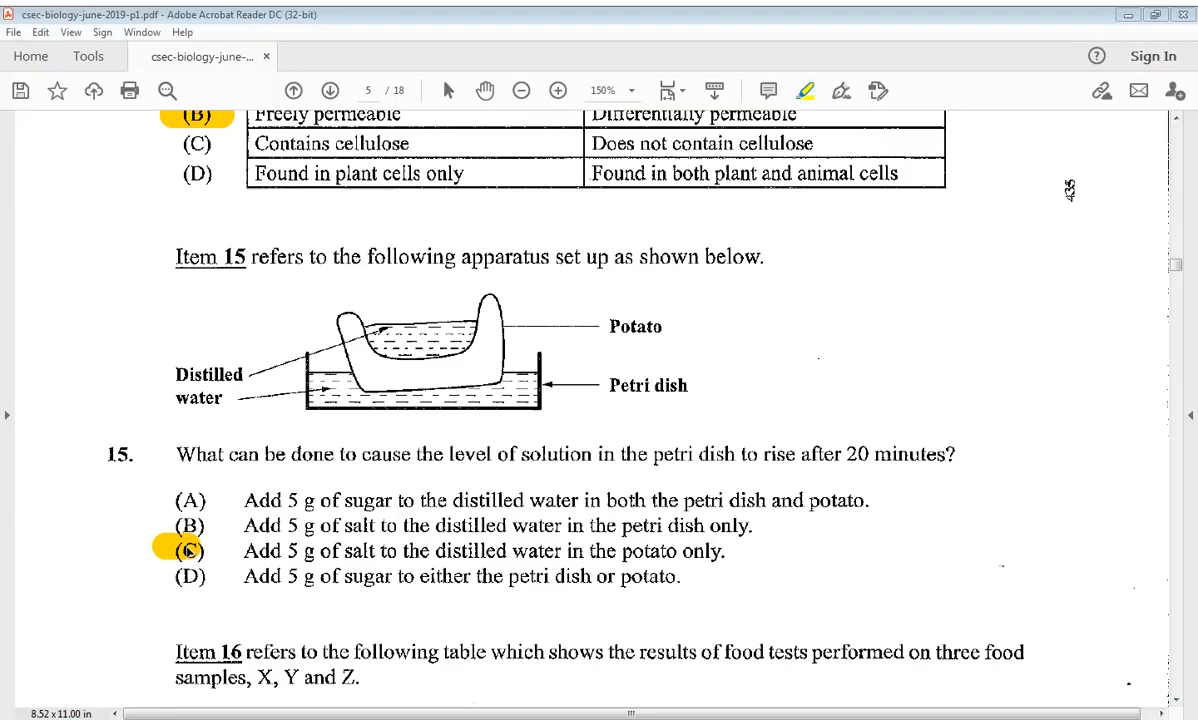 csec-biology-june-2019-p1.pdf - Adobe Acrobat Reader DC (32-bit)
File Edit View Sign Window Help
Home Tools csec-biology-june-... × Sign In
5 / 18 150%
(B) Freely permeable Differentially permeable
(C) Contains cellulose Does not contain cellulose
(D) Found in plant cells only Found in both plant and animal cells
435
Item 15 refers to the following apparatus set up as shown below.
Potato
Distilled
water
Petri dish
15. What can be done to cause the level of solution in the petri dish to rise after 20 minutes?
(A) Add 5 g of sugar to the distilled water in both the petri dish and potato.
(B) Add 5 g of salt to the distilled water in the petri dish only.
(C) Add 5 g of salt to the distilled water in the potato only.
(D) Add 5 g of sugar to either the petri dish or potato.
Item 16 refers to the following table which shows the results of food tests performed on three food
samples, X, Y and Z.
8.52 x 11.00 in